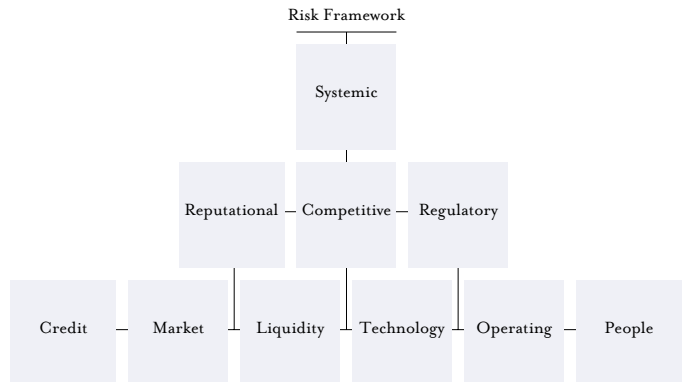 Risk Framework
Systemic
Reputational
Competitive
Regulatory
Credit
Market
Liquidity
Technology
Operating
People